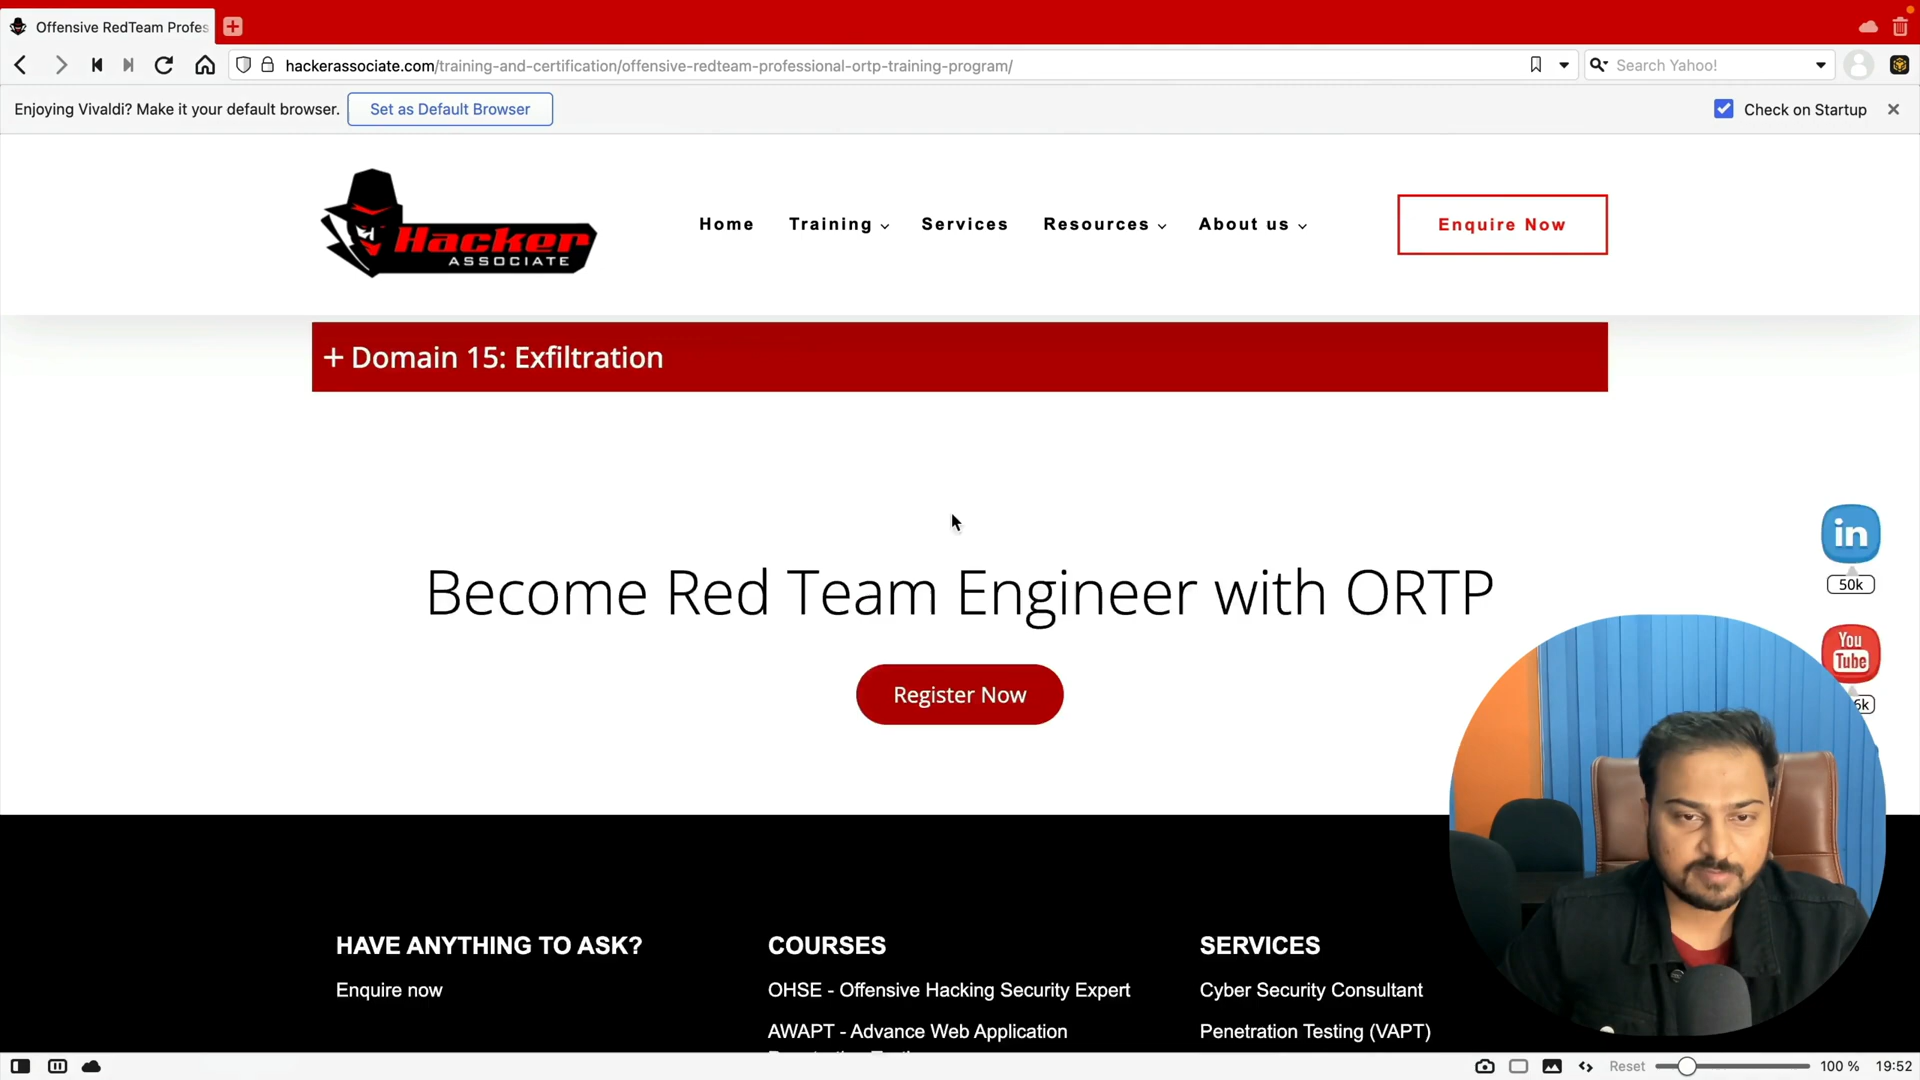 Offensive RedTeam Profes
hackerassociate.com/training-and-certification/offensive-redteam-professional-ortp-training-program/
Search Yahoo!
Enjoying Vivaldi? Make it your default browser.
Set as Default Browser
Check on Startup
Hacker
ASSOCIATE
Home
Training
Services
Resources
About us
Enquire Now
+ Domain 15: Exfiltration
in
50k
Become Red Team Engineer with ORTP
You
Tube
6k
Register Now
HAVE ANYTHING TO ASK?
Enquire now
COURSES
OHSE - Offensive Hacking Security Expert
AWAPT - Advance Web Application
SERVICES
Cyber Security Consultant
Penetration Testing (VAPT)
Reset
100 %
19:52